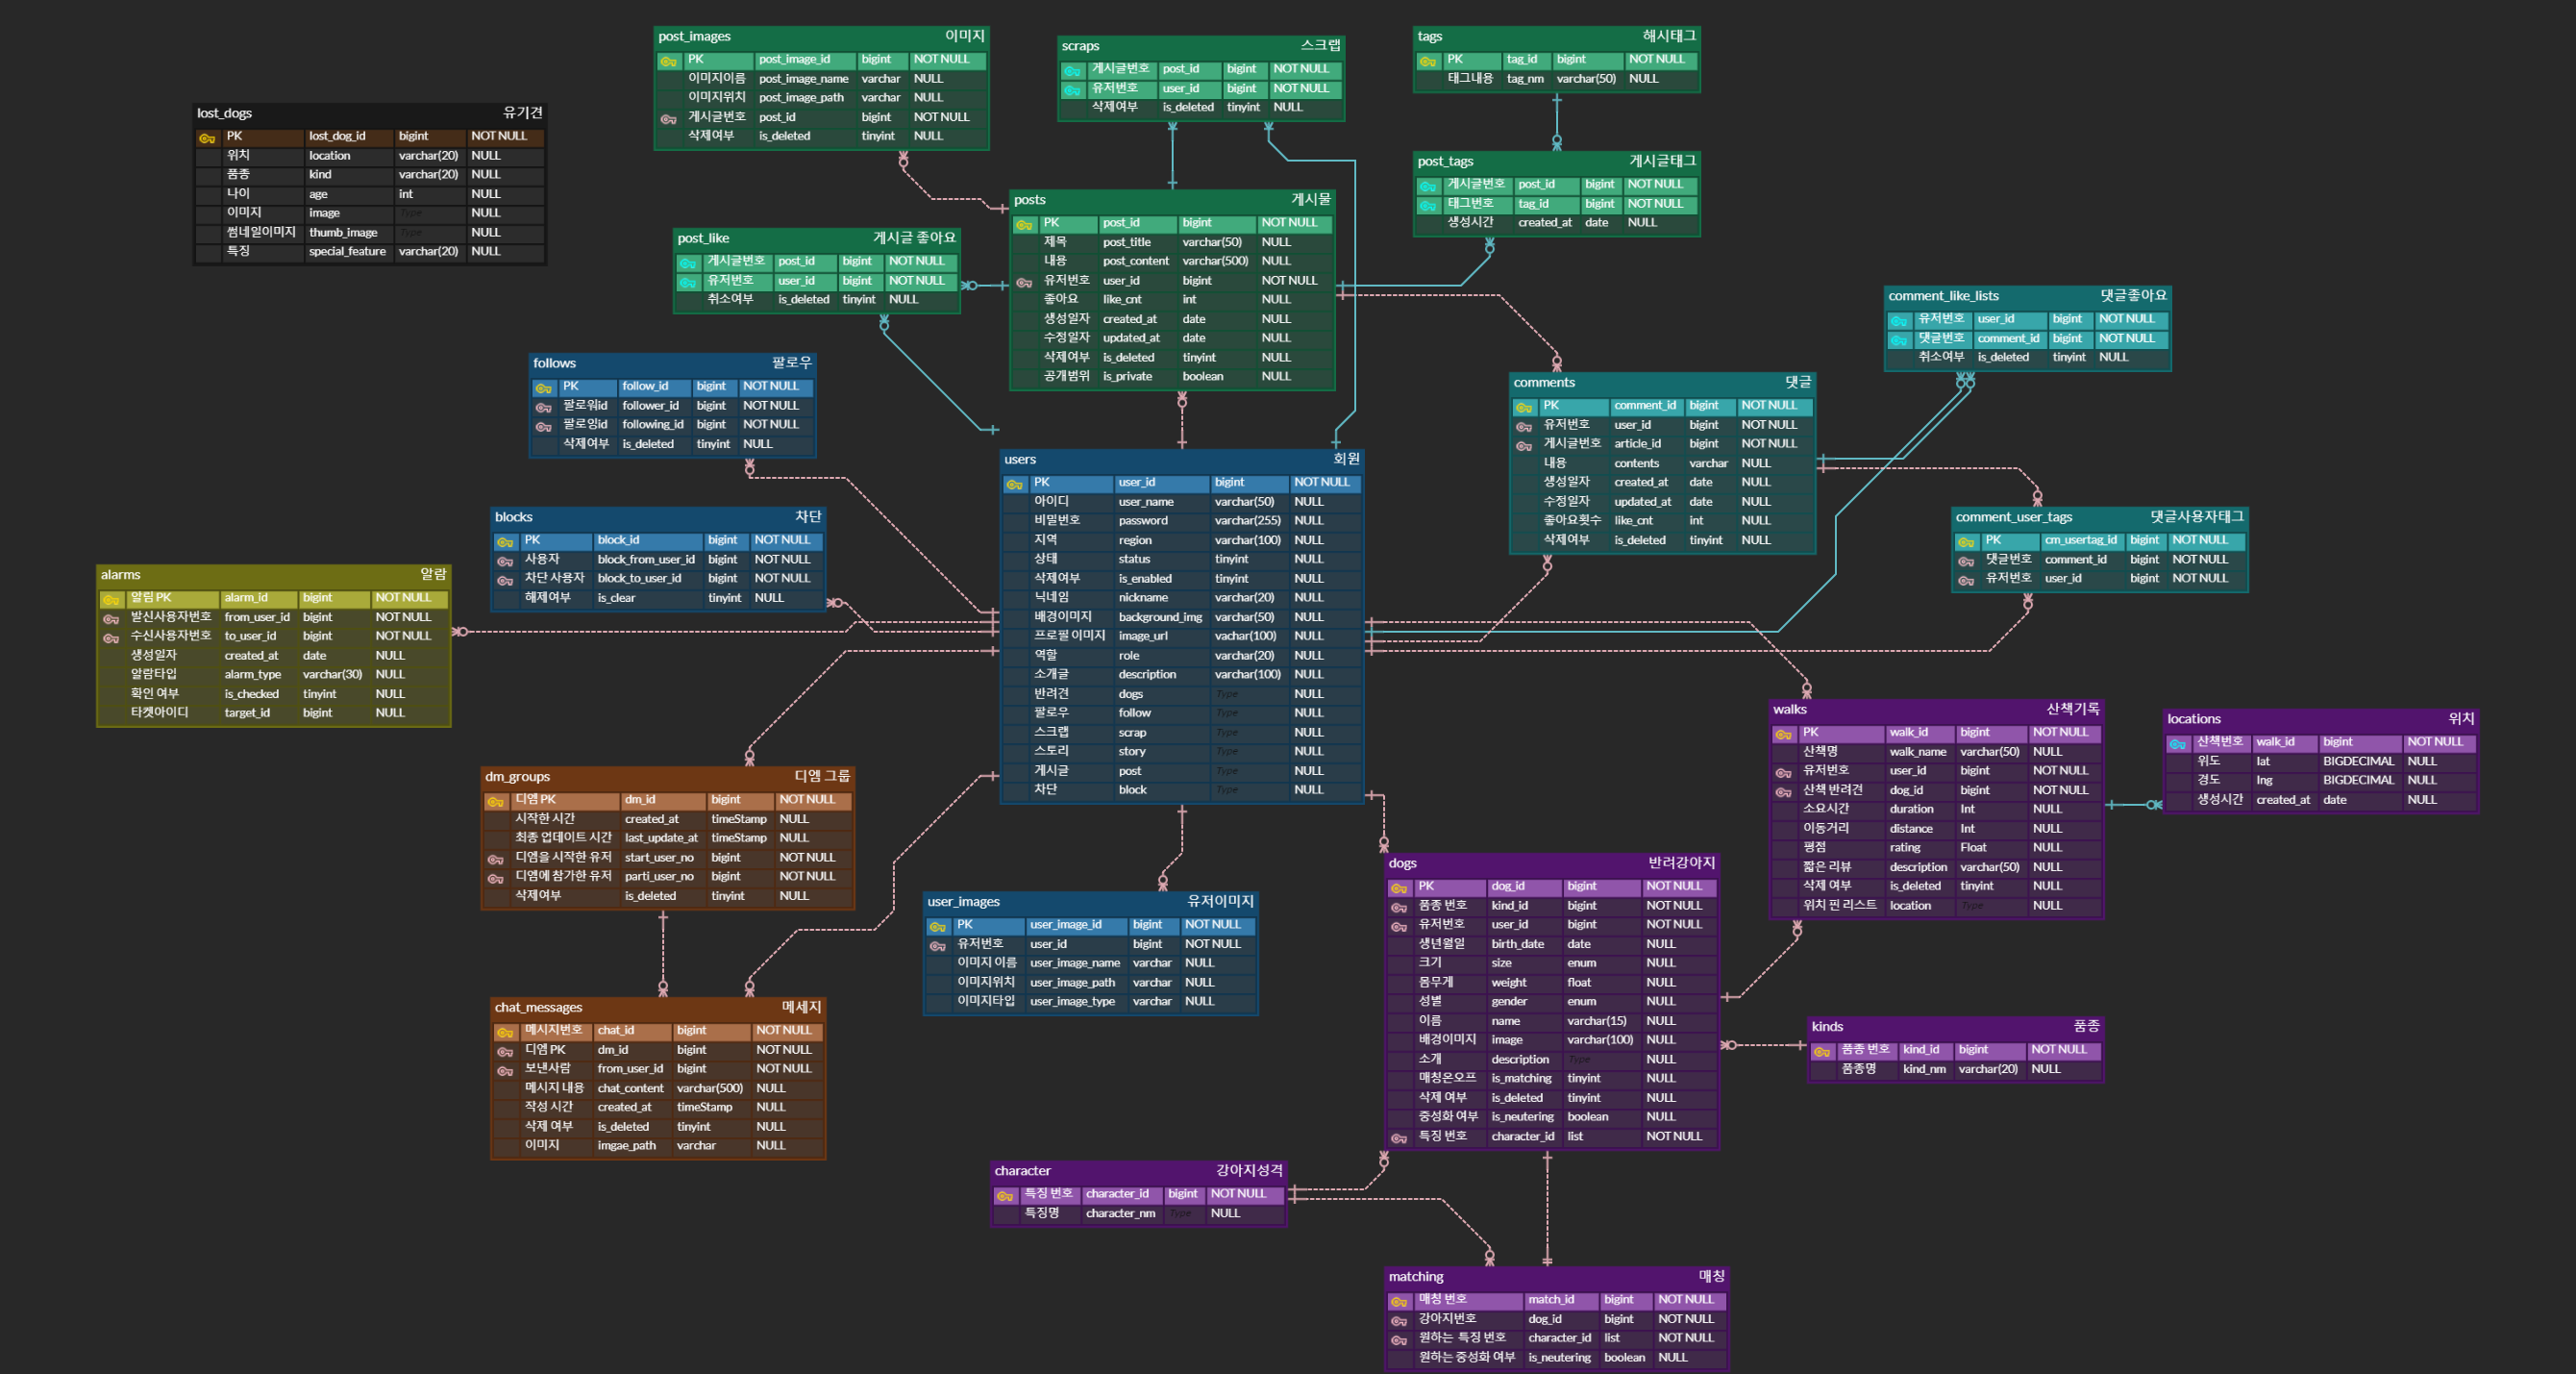 post_images 이미지
PK post_image_id bigint NOT NULL
이미지이름 post_image_name varchar NULL
이미지위치 post_image_path varchar NULL
게시글번호 post_id bigint NOT NULL
삭제여부 is_deleted tinyint NULL
scraps 스크랩
게시글번호 post_id bigint NOT NULL
유저번호 user_id bigint NOT NULL
삭제여부 is_deleted tinyint NULL
tags 해시태그
PK tag_id bigint NOT NULL
태그내용 tag_nm varchar(50) NULL
lost_dogs 유기견
PK lost_dog_id bigint NOT NULL
위치 location varchar(20) NULL
품종 kind varchar(20) NULL
나이 age int NULL
이미지 image Type NULL
썸네일이미지 thumb_image Type NULL
특징 special_feature varchar(20) NULL
post_tags 게시글태그
게시글번호 post_id bigint NOT NULL
태그번호 tag_id bigint NOT NULL
생성시간 created_at date NULL
posts 게시물
PK post_id bigint NOT NULL
제목 post_title varchar(50) NULL
내용 post_content varchar(500) NULL
유저번호 user_id bigint NOT NULL
좋아요 like_cnt int NULL
생성일자 created_at date NULL
수정일자 updated_at date NULL
삭제여부 is_deleted tinyint NULL
공개범위 is_private boolean NULL
post_like 게시글 좋아요
게시글번호 post_id bigint NOT NULL
유저번호 user_id bigint NOT NULL
취소여부 is_deleted tinyint NULL
comment_like_lists 댓글좋아요
유저번호 user_id bigint NOT NULL
댓글번호 comment_id bigint NOT NULL
취소여부 is_deleted tinyint NULL
follows 팔로우
PK follow_id bigint NOT NULL
팔로워id follower_id bigint NOT NULL
팔로잉id following_id bigint NOT NULL
삭제여부 is_deleted tinyint NULL
comments 댓글
PK comment_id bigint NOT NULL
유저번호 user_id bigint NOT NULL
게시글번호 article_id bigint NOT NULL
내용 contents varchar NULL
생성일자 created_at date NULL
수정일자 updated_at date NULL
좋아요횟수 like_cnt int NULL
삭제여부 is_deleted tinyint NULL
users 회원
PK user_id bigint NOT NULL
아이디 user_name varchar(50) NULL
비밀번호 password varchar(255) NULL
지역 region varchar(100) NULL
상태 status tinyint NULL
삭제여부 is_enabled tinyint NULL
닉네임 nickname varchar(20) NULL
배경이미지 background_img varchar(50) NULL
프로필 이미지 image_url vachar(100) NULL
역할 role varchar(20) NULL
소개글 description varchar(100) NULL
반려견 dogs Type NULL
팔로우 follow Type NULL
스크랩 scrap Type NULL
스토리 story Type NULL
게시글 post Type NULL
차단 block Type NULL
blocks 차단
PK block_id bigint NOT NULL
사용자 block_from_user_id bigint NOT NULL
차단 사용자 block_to_user_id bigint NOT NULL
해제여부 is_clear tinyint NULL
comment_user_tags 댓글사용자태그
PK cm_usertag_id bigint NOT NULL
댓글번호 comment_id bigint NOT NULL
유저번호 user_id bigint NOT NULL
alarms 알람
알림 PK alarm_id bigint NOT NULL
발신사용자번호 from_user_id bigint NOT NULL
수신사용자번호 to_user_id bigint NOT NULL
생성일자 created_at date NULL
알람타입 alarm_type varchar(30) NULL
확인 여부 is_checked tinyint NULL
타켓아이디 target_id bigint NULL
walks 산책기록
PK walk_id bigint NOT NULL
산책명 walk_name varchar(50) NULL
유저번호 user_id bigint NOT NULL
산책 반려견 dog_id bigint NOT NULL
소요시간 duration Int NULL
이동거리 distance Int NULL
평점 rating Float NULL
짧은 리뷰 description varchar(50) NULL
삭제 여부 is_deleted tinyint NULL
위치 핀 리스트 location Type NULL
locations 위치
산책번호 walk_id bigint NOT NULL
위도 lat BIGDECIMAL NULL
경도 lng BIGDECIMAL NULL
생성시간 created_at date NULL
dm_groups 디엠 그룹
디엠 PK dm_id bigint NOT NULL
시작한 시간 created_at timeStamp NULL
최종 업데이트 시간 last_update_at timeStamp NULL
디엠을 시작한 유저 start_user_no bigint NOT NULL
디엠에 참가한 유저 parti_user_no bigint NOT NULL
삭제여부 is_deleted tinyint NULL
dogs 반려강아지
PK dog_id bigint NOT NULL
품종 번호 kind_id bigint NOT NULL
유저번호 user_id bigint NOT NULL
생년월일 birth_date date NULL
크기 size enum NULL
몸무게 weight float NULL
성별 gender enum NULL
이름 name varchar(15) NULL
배경이미지 image varchar(100) NULL
소개 description Type NULL
매칭온오프 is_matching tinyint NULL
삭제 여부 is_deleted tinyint NULL
중성화 여부 is_neutering boolean NULL
특징 번호 character_id list NOT NULL
user_images 유저이미지
PK user_image_id bigint NOT NULL
유저번호 user_id bigint NOT NULL
이미지 이름 user_image_name varchar NULL
이미지위치 user_image_path varchar NULL
이미지타입 user_image_type varchar NULL
chat_messages 메세지
메시지번호 chat_id bigint NOT NULL
디엠 PK dm_id bigint NOT NULL
보낸사람 from_user_id bigint NOT NULL
메시지 내용 chat_content varchar(500) NULL
작성 시간 created_at timeStamp NULL
삭제 여부 is_deleted tinyint NULL
이미지 imgae_path varchar NULL
kinds 품종
품종 번호 kind_id bigint NOT NULL
품종명 kind_nm varchar(20) NULL
character 강아지성격
특징 번호 character_id bigint NOT NULL
특징명 character_nm Type NULL
matching 매칭
매칭 번호 match_id bigint NOT NULL
강아지번호 dog_id bigint NOT NULL
원하는 특징 번호 character_id list NOT NULL
원하는 중성화 여부 is_neutering boolean NULL